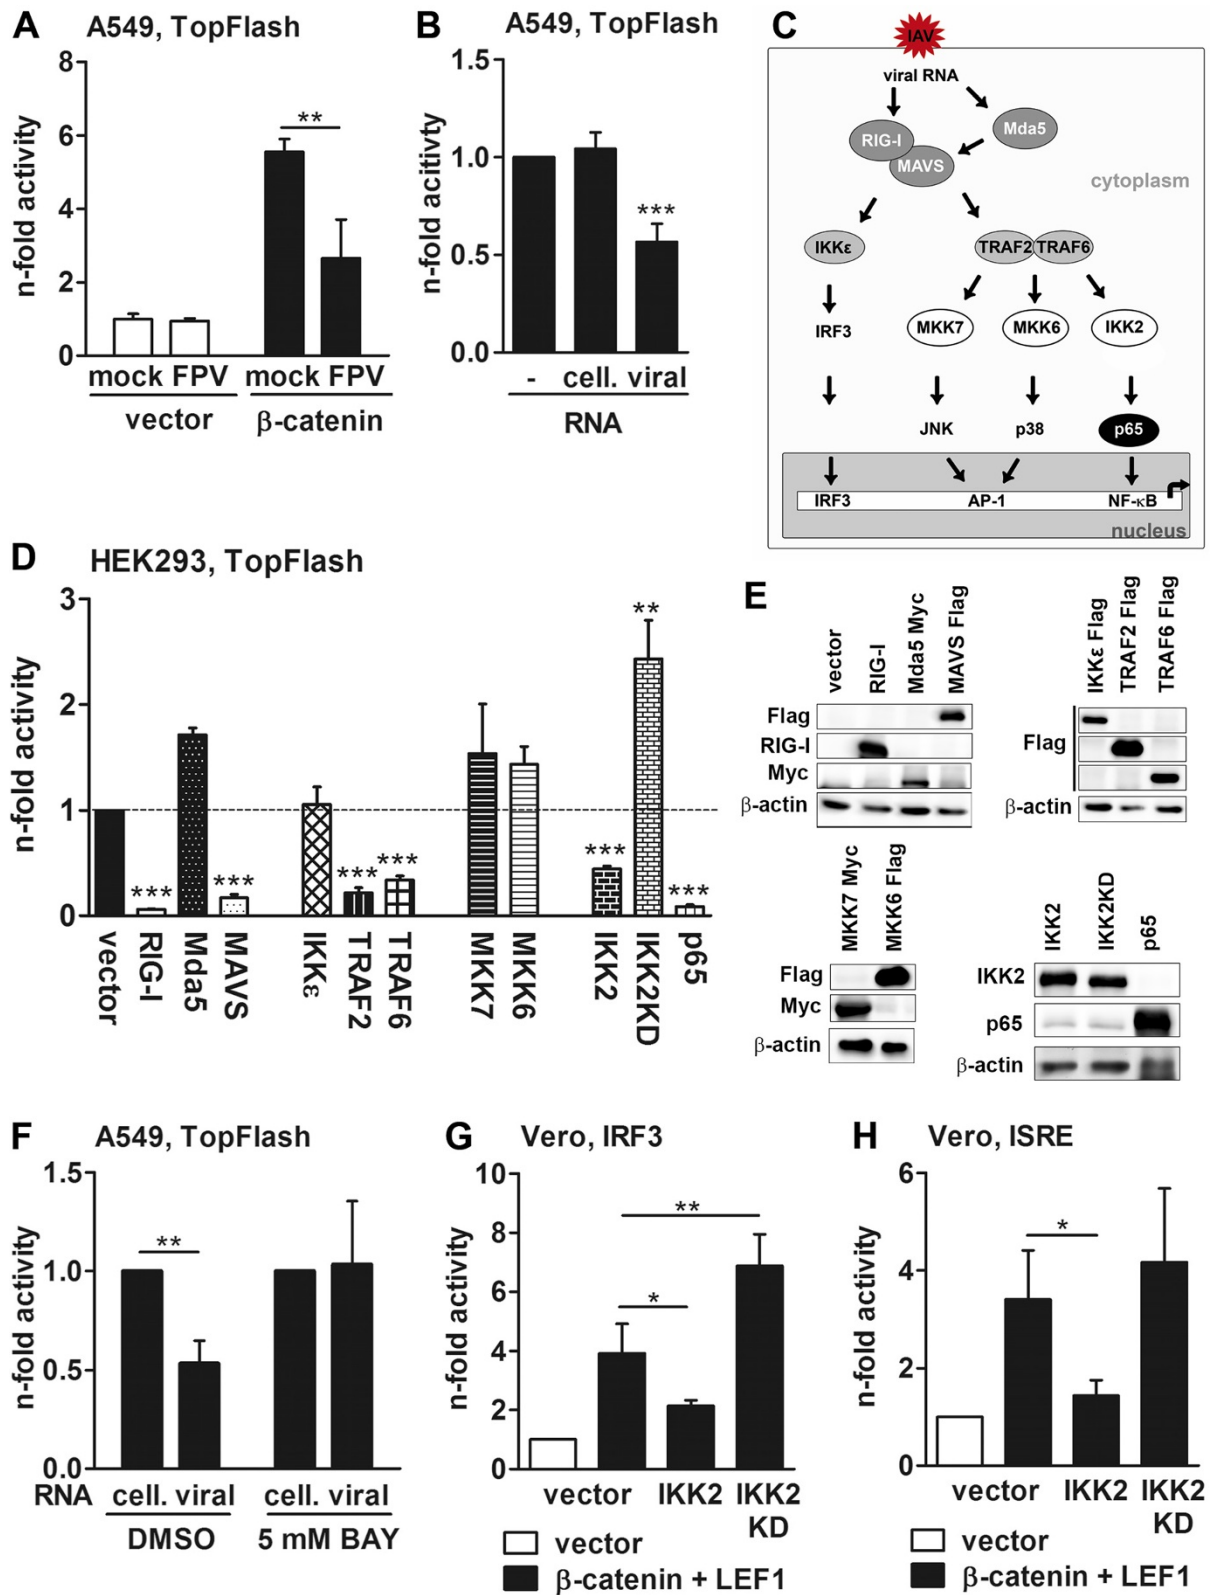 A
A549, TopFlash
n-fold activity
8
6
4
2
0
**
mock FPV mock FPV
vector β-catenin
B
A549, TopFlash
n-fold acitivity
1.5
1.0
0.5
0.0
***
- cell. viral
RNA
C
IAV
viral RNA
RIG-I
Mda5
MAVS
cytoplasm
IKKε
TRAF2 TRAF6
IRF3
MKK7
MKK6
IKK2
JNK
p38
p65
IRF3
AP-1
NF-κB
nucleus
D
HEK293, TopFlash
n-fold activity
3
2
1
0
***
***
***
***
***
**
***
vector
RIG-I
Mda5
MAVS
IKKε
TRAF2
TRAF6
MKK7
MKK6
IKK2
IKK2KD
p65
E
vector
RIG-I
Mda5 Myc
MAVS Flag
Flag
RIG-I
Myc
β-actin
IKKε Flag
TRAF2 Flag
TRAF6 Flag
Flag
β-actin
MKK7 Myc
MKK6 Flag
Flag
Myc
β-actin
IKK2
IKK2KD
p65
IKK2
p65
β-actin
F
A549, TopFlash
n-fold activity
1.5
1.0
0.5
0.0
**
RNA cell. viral cell. viral
DMSO 5 mM BAY
G
Vero, IRF3
n-fold activity
10
8
6
4
2
0
**
*
vector IKK2 IKK2
KD
vector
β-catenin + LEF1
H
Vero, ISRE
n-fold activity
6
4
2
0
*
vector IKK2 IKK2
KD
vector
β-catenin + LEF1